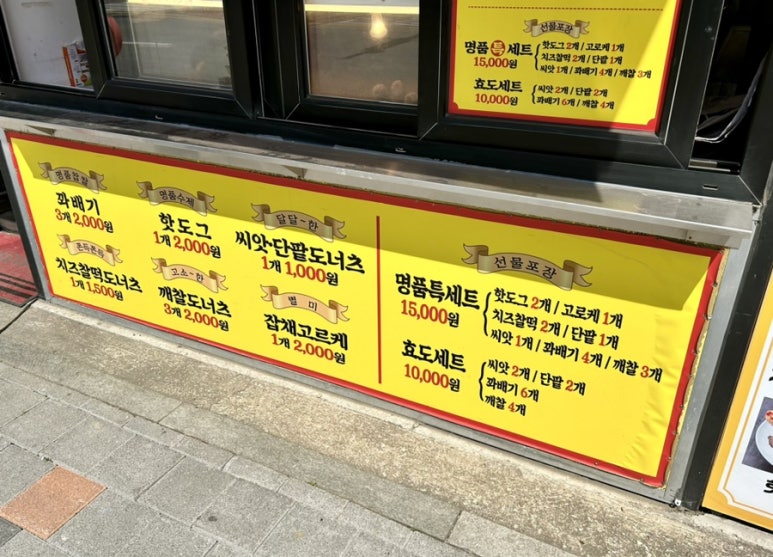 선물포장
명품특세트
15,000원
핫도그 2개 / 고로케 1개
치즈찰떡 2개 / 단팥 1개
씨앗 1개 / 꽈배기 4개 / 깨찰 3개
효도세트
10,000원
씨앗 2개 / 단팥 2개
꽈배기 6개 / 깨찰 4개
명품찹쌀
꽈배기
3개 2,000원
명품수제
핫도그
1개 2,000원
달달~한
씨앗·단팥도너츠
1개 1,000원
쫀득쫀득
치즈찰떡도너츠
1개 1,500원
고소~한
깨찰도너츠
3개 2,000원
별미
잡채고르케
1개 2,000원
선물포장
명품특세트
15,000원
핫도그 2개 / 고로케 1개
치즈찰떡 2개 / 단팥 1개
씨앗 1개 / 꽈배기 4개 / 깨찰 3개
효도세트
10,000원
씨앗 2개 / 단팥 2개
꽈배기 6개
깨찰 4개